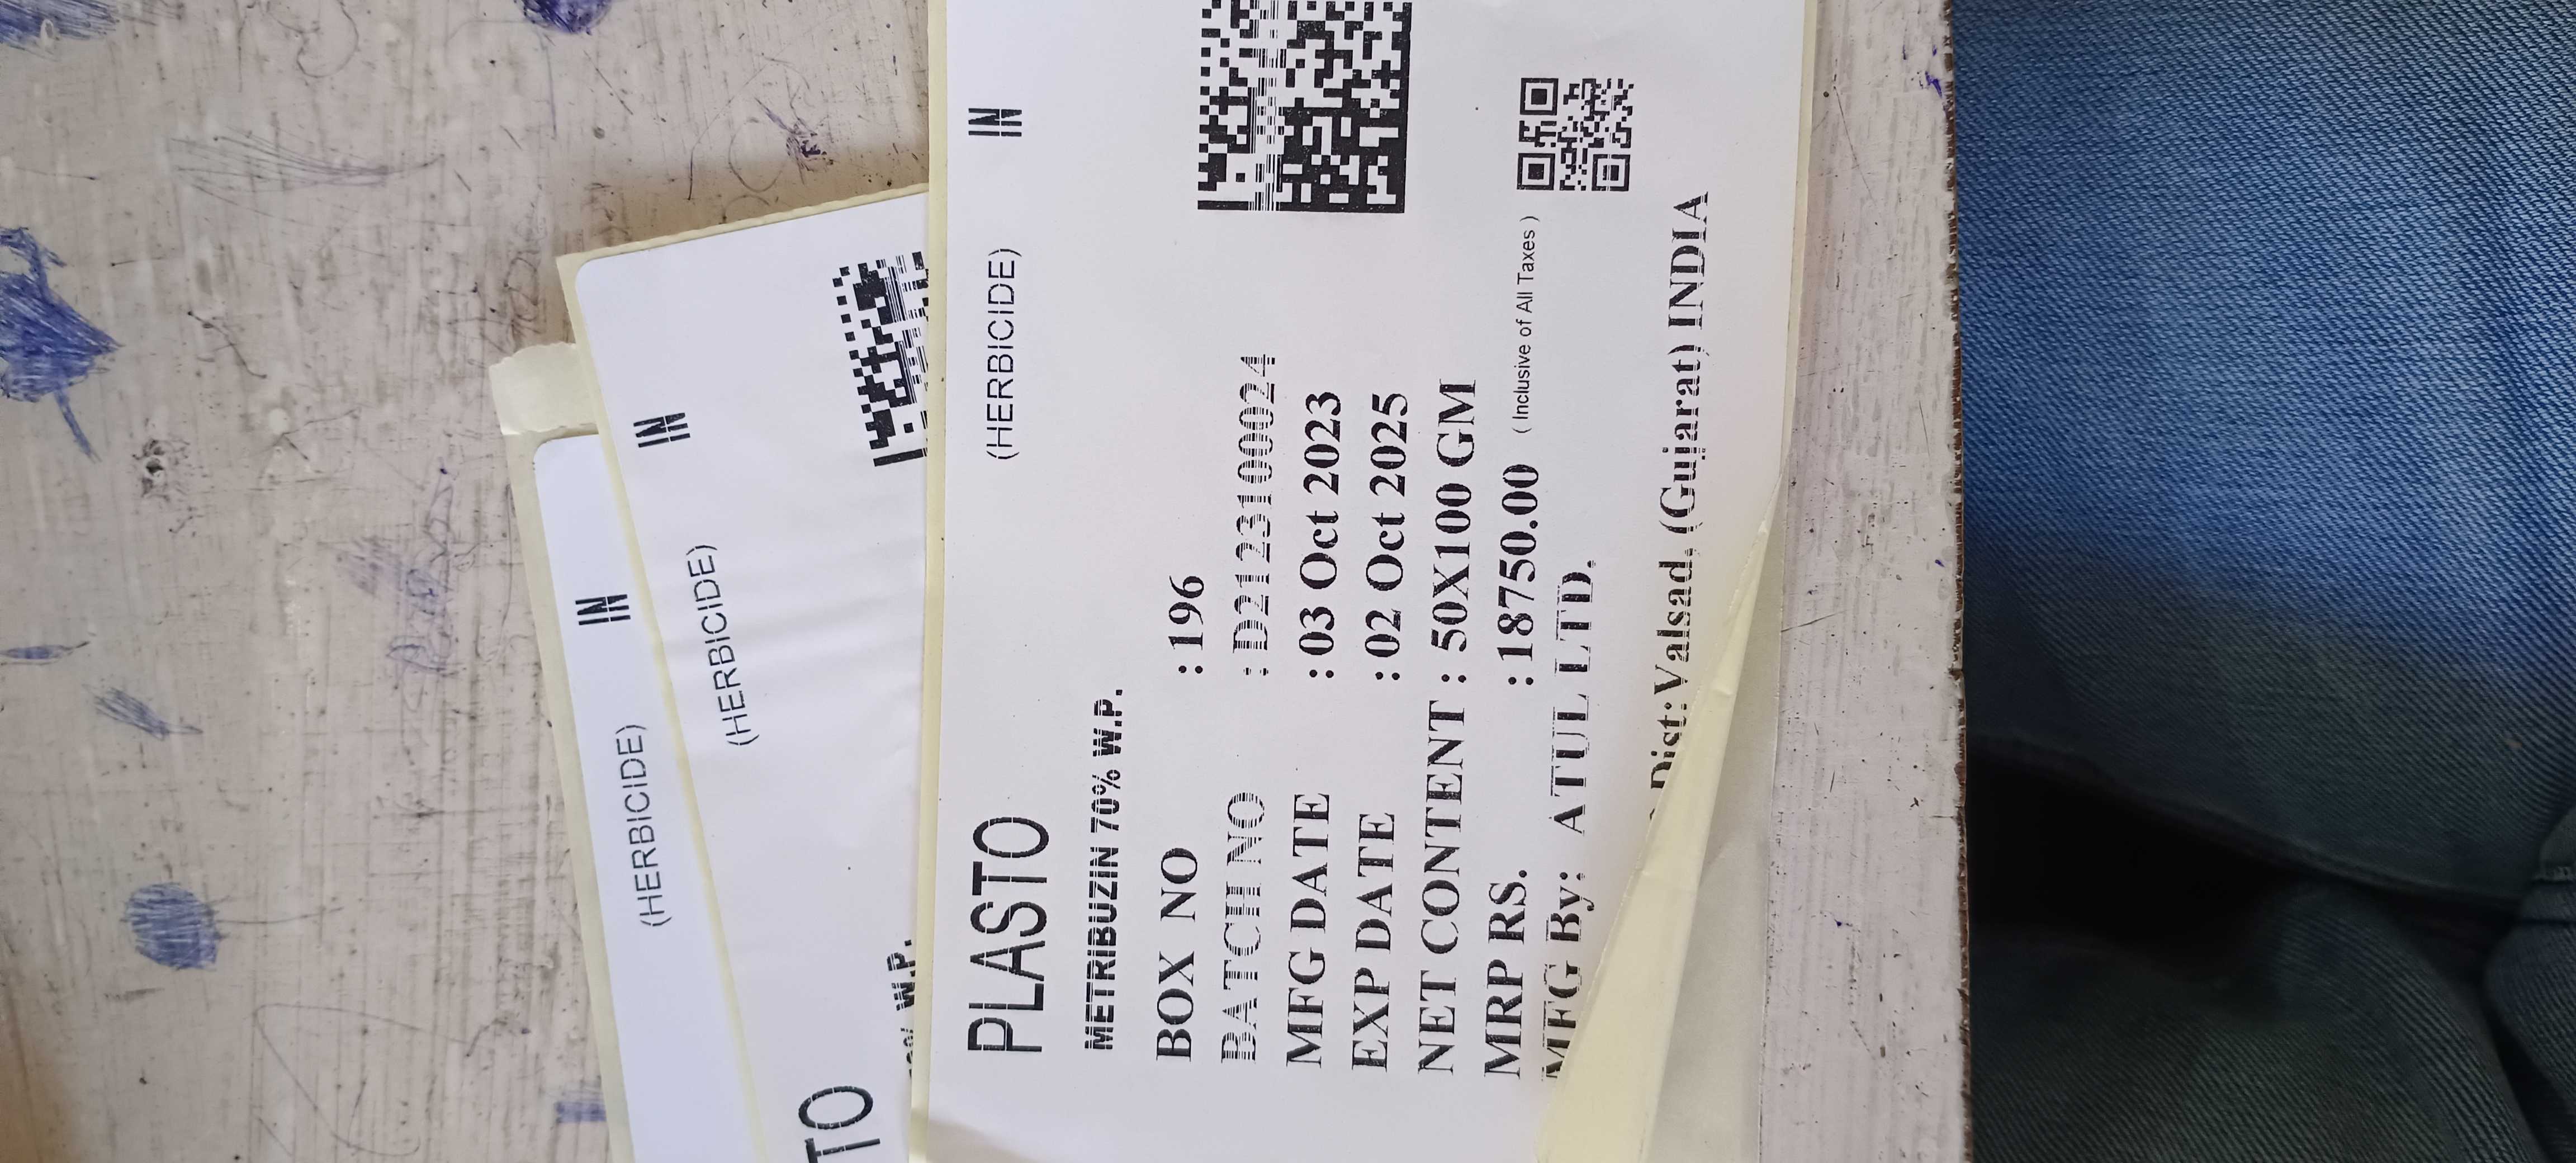 PLASTO (HERBICIDE) IN
METRIBUZIN 70% W.P.
BOX NO : 196
BATCH NO : D212310024
MFG DATE : 03 Oct 2023
EXP DATE : 02 Oct 2025
NET CONTENT : 50X100 GM
MRP RS. : 18750.00 ( Inclusive of All Taxes )
MFG By: ATUL LTD.
Dist: Valsad, (Gujarat) INDIA
TO (HERBICIDE) IN
W.P.
(HERBICIDE) IN